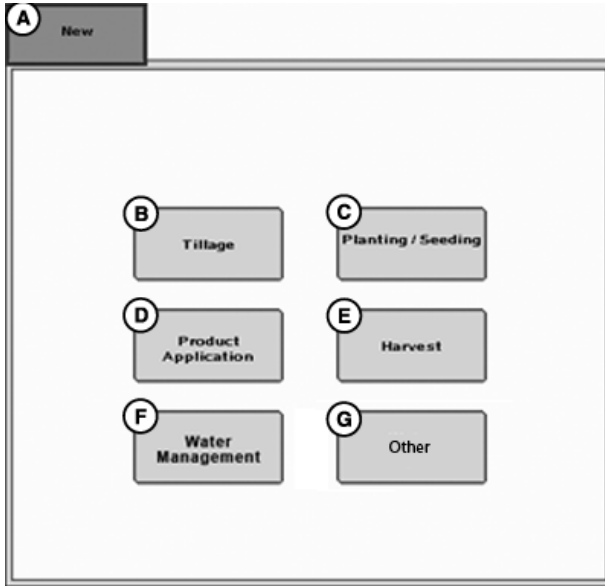 A
New
B
Tillage
C
Planting / Seeding
D
Product
Application
E
Harvest
F
Water
Management
G
Other